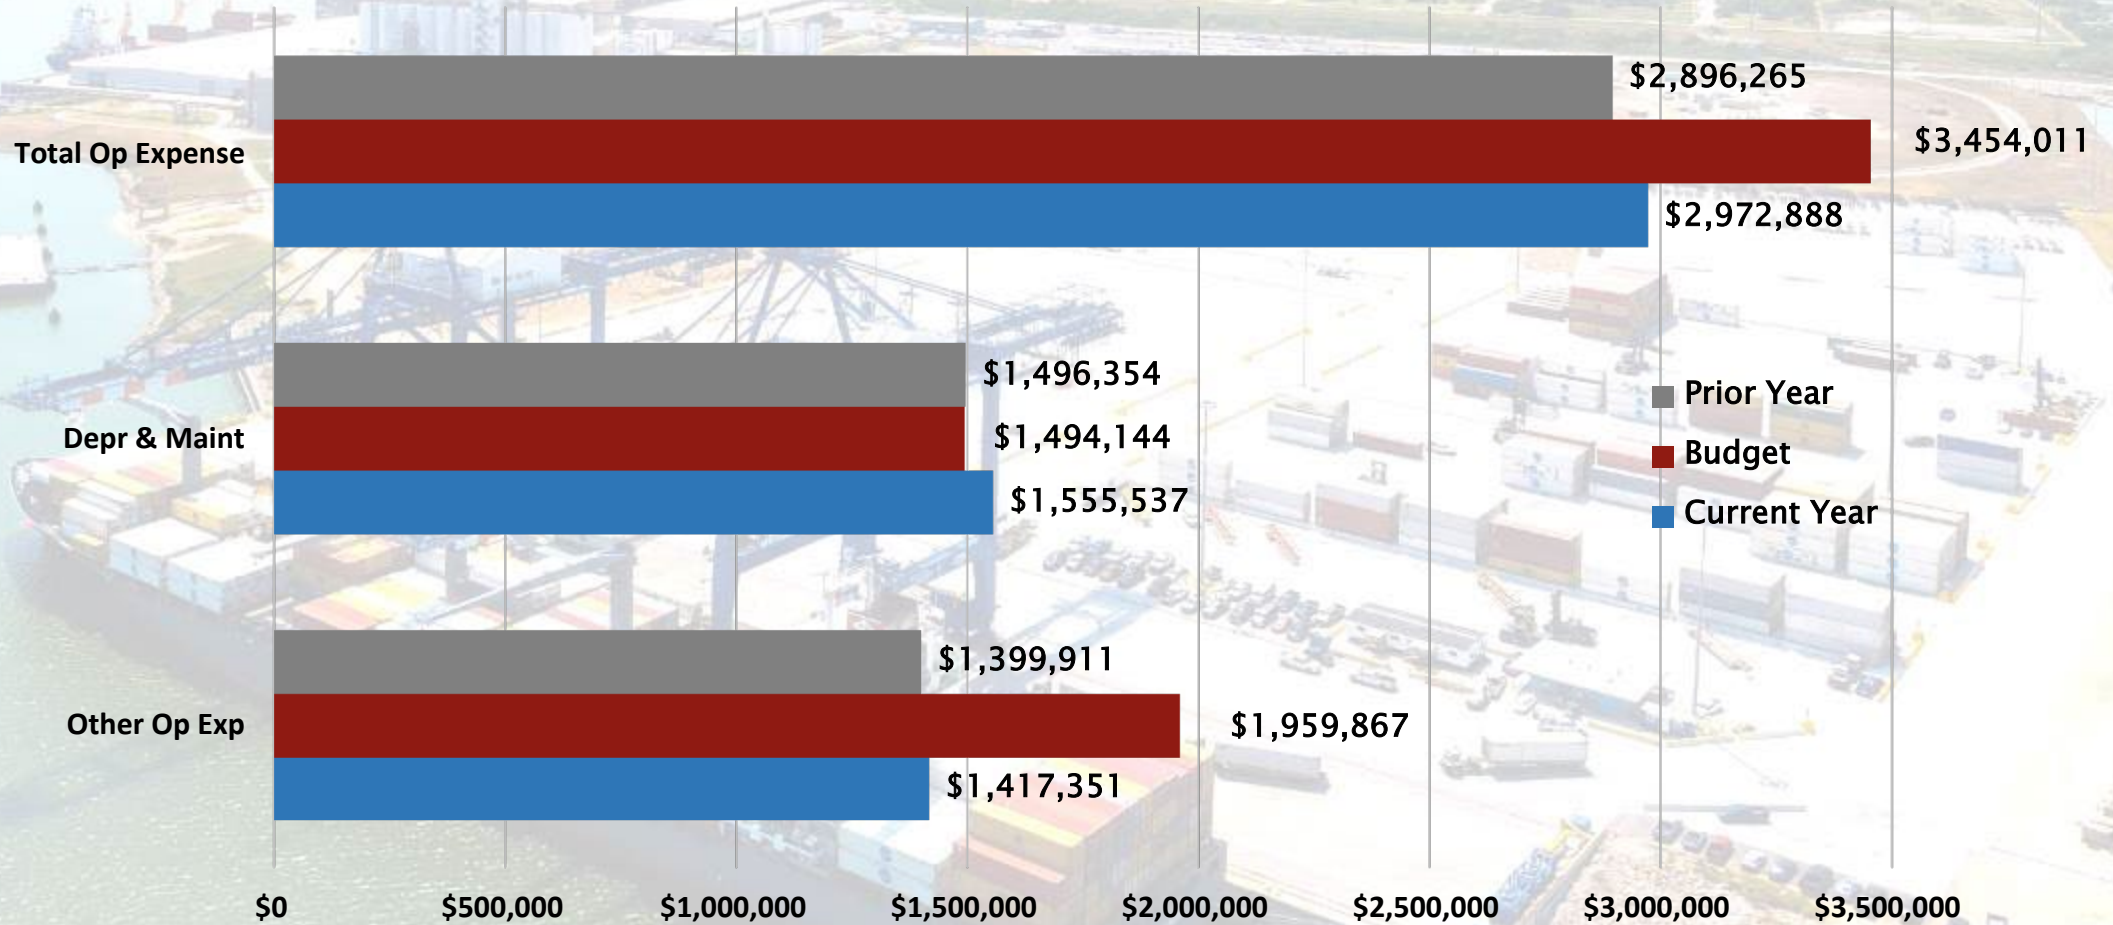 $2,896,265
Total Op Expense
$3,454,011
$2,972,888
$1,496,354
Depr & Maint
$1,494,144
$1,555,537
Prior Year
Budget
Current Year
$1,399,911
Other Op Exp
$1,959,867
$1,417,351
$0 $500,000 $1,000,000 $1,500,000 $2,000,000 $2,500,000 $3,000,000 $3,500,000